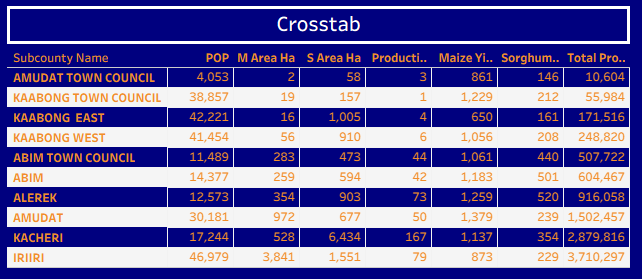 Crosstab
Subcounty Name POP M Area Ha S Area Ha Producti.. Maize Yi.. Sorghum.. Total Pro..
AMUDAT TOWN COUNCIL 4,053 2 58 3 861 146 10,604
KAABONG TOWN COUNCIL 38,857 19 157 1 1,229 212 55,984
KAABONG EAST 42,221 16 1,005 4 650 161 171,516
KAABONG WEST 41,454 56 910 6 1,056 208 248,820
ABIM TOWN COUNCIL 11,489 283 473 44 1,061 440 507,722
ABIM 14,377 259 594 42 1,183 501 604,467
ALEREK 12,573 354 903 73 1,259 520 916,058
AMUDAT 30,181 972 677 50 1,379 239 1,502,457
KACHERI 17,244 528 6,434 167 1,137 354 2,879,816
IRIIRI 46,979 3,841 1,551 79 873 229 3,710,297